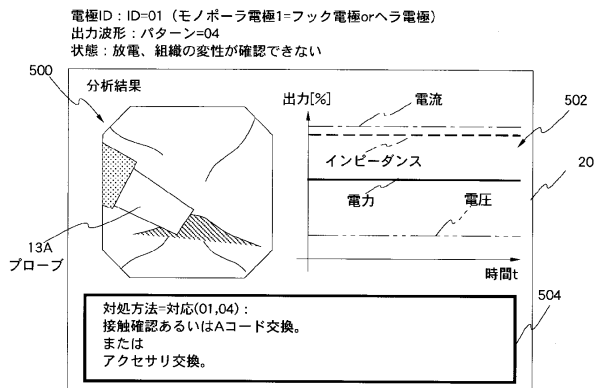 電極ID：ID=01（モノポーラ電極1=フック電極orヘラ電極）
出力波形：パターン=04
状態：放電、組織の変性が確認できない
500
分析結果
出力[%]
電流
502
インピーダンス
20
電力
電圧
13A
プローブ
時間t
504
対処方法=対応(01,04)：
接触確認あるいはAコード交換。
または
アクセサリ交換。